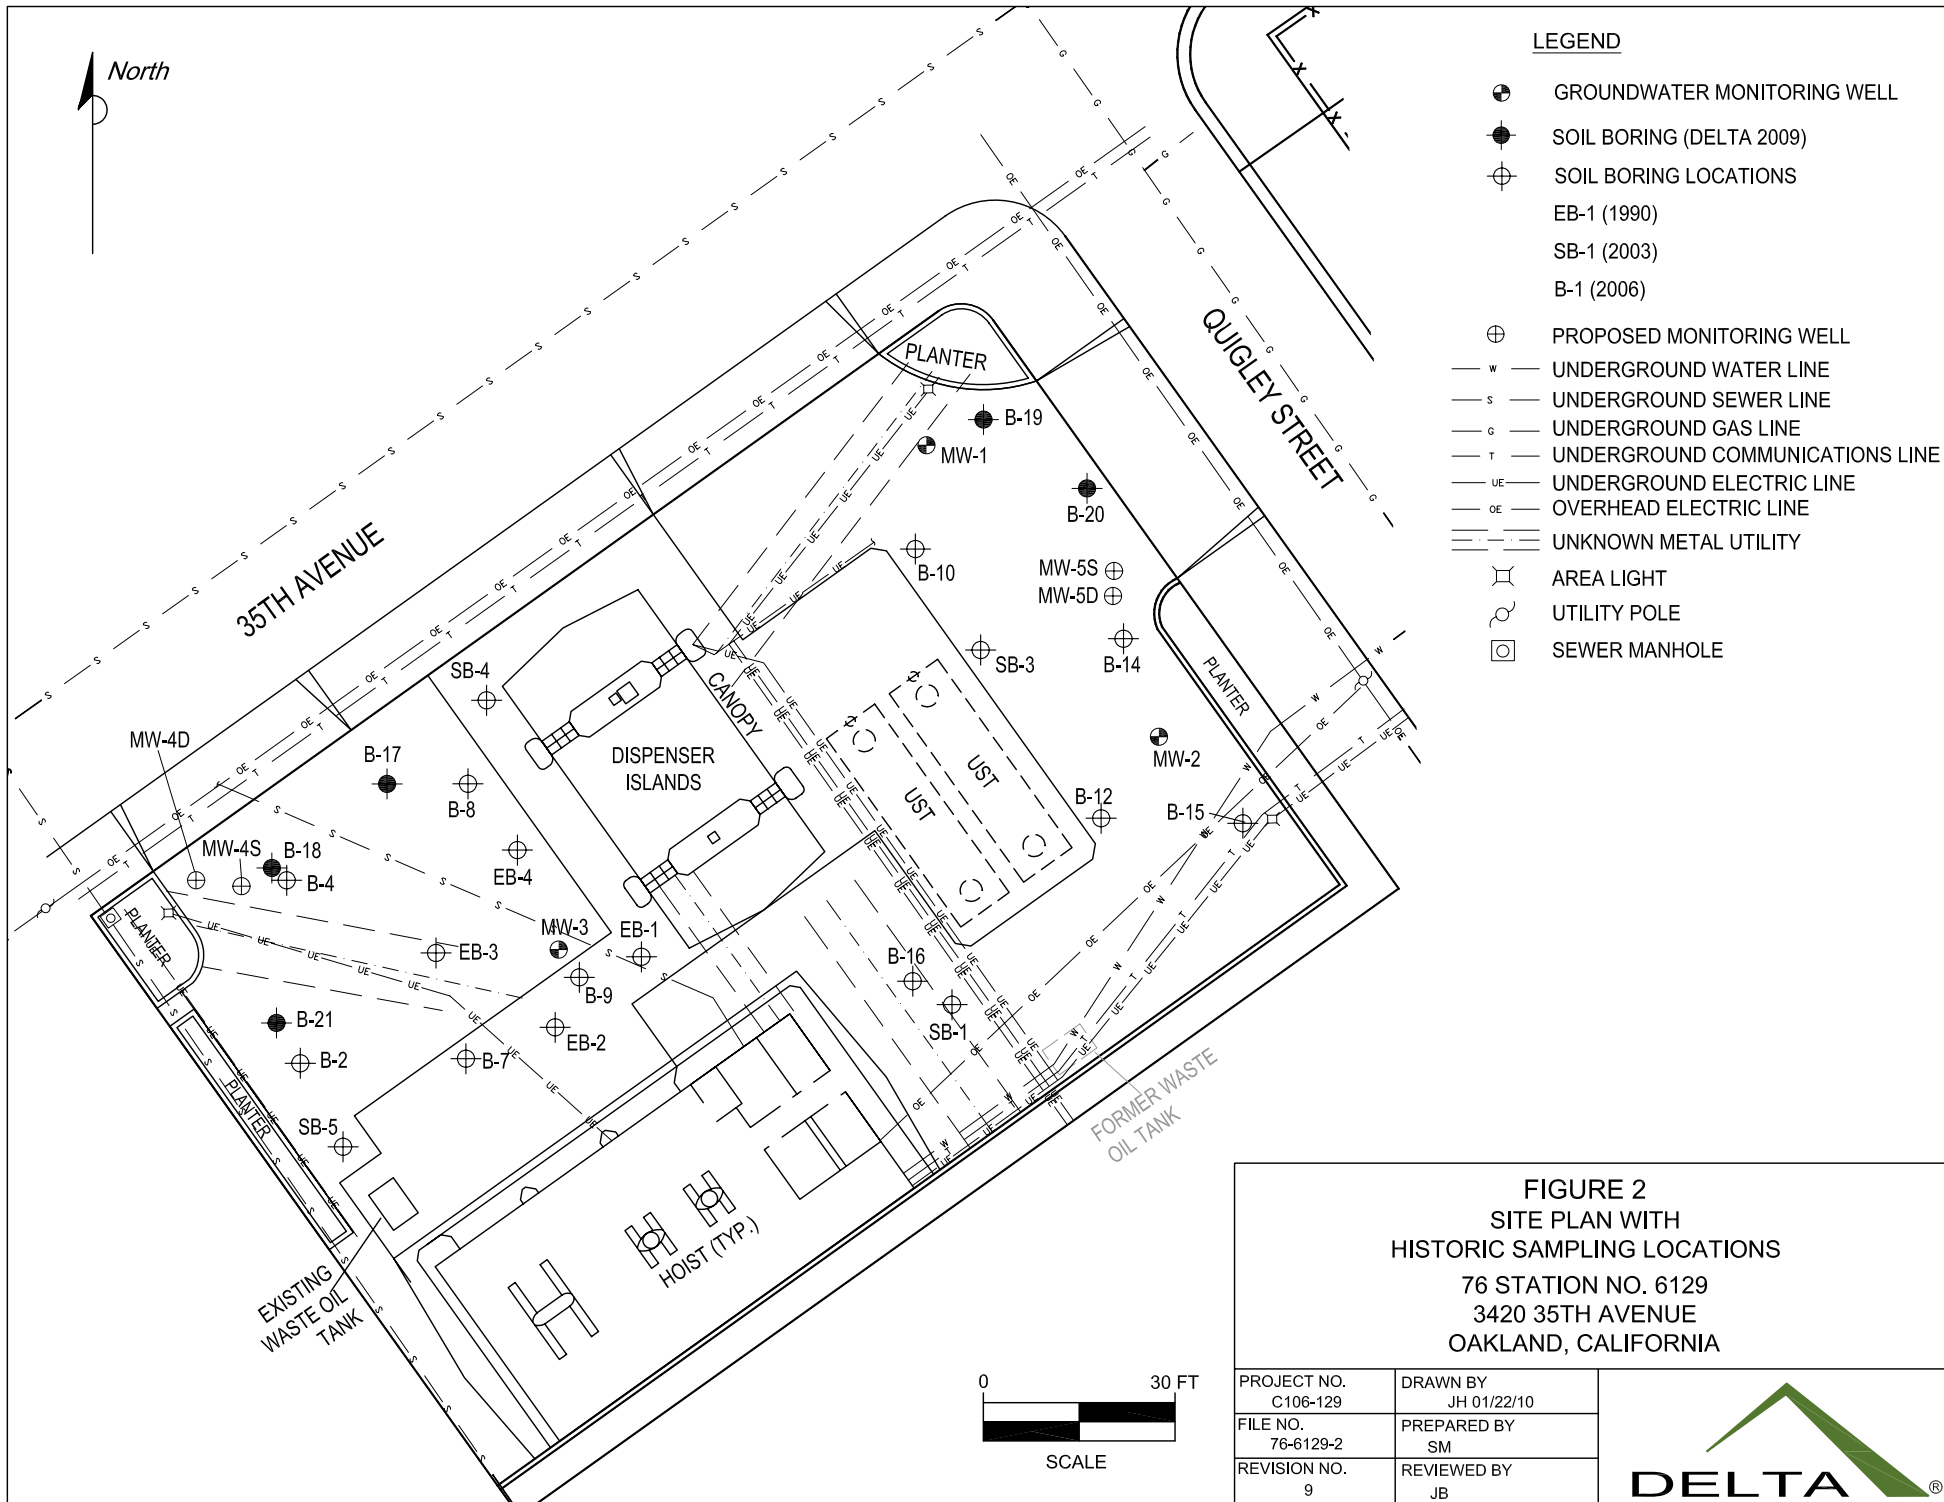 North
LEGEND
GROUNDWATER MONITORING WELL
SOIL BORING (DELTA 2009)
SOIL BORING LOCATIONS
EB-1 (1990)
SB-1 (2003)
B-1 (2006)
PROPOSED MONITORING WELL
W UNDERGROUND WATER LINE
S UNDERGROUND SEWER LINE
G UNDERGROUND GAS LINE
T UNDERGROUND COMMUNICATIONS LINE
UE UNDERGROUND ELECTRIC LINE
OE OVERHEAD ELECTRIC LINE
UNKNOWN METAL UTILITY
AREA LIGHT
UTILITY POLE
SEWER MANHOLE
35TH AVENUE
QUIGLEY STREET
PLANTER
B-19
MW-1
B-20
B-10
MW-5S
MW-5D
B-14
SB-3
SB-4
CANOPY
DISPENSER
ISLANDS
PLANTER
UST
UST
MW-2
B-12
B-15
MW-4D
B-17
B-8
MW-4S
B-18
B-4
EB-4
PLANTER
EB-3
MW-3
EB-1
B-9
B-16
SB-1
B-21
B-2
B-7
EB-2
PLANTER
SB-5
FORMER WASTE
OIL TANK
HOIST (TYP.)
EXISTING
WASTE OIL
TANK
0
30 FT
SCALE
FIGURE 2
SITE PLAN WITH
HISTORIC SAMPLING LOCATIONS
76 STATION NO. 6129
3420 35TH AVENUE
OAKLAND, CALIFORNIA
PROJECT NO.
C106-129
DRAWN BY
JH 01/22/10
FILE NO.
76-6129-2
PREPARED BY
SM
REVISION NO.
9
REVIEWED BY
JB
DELTA ®